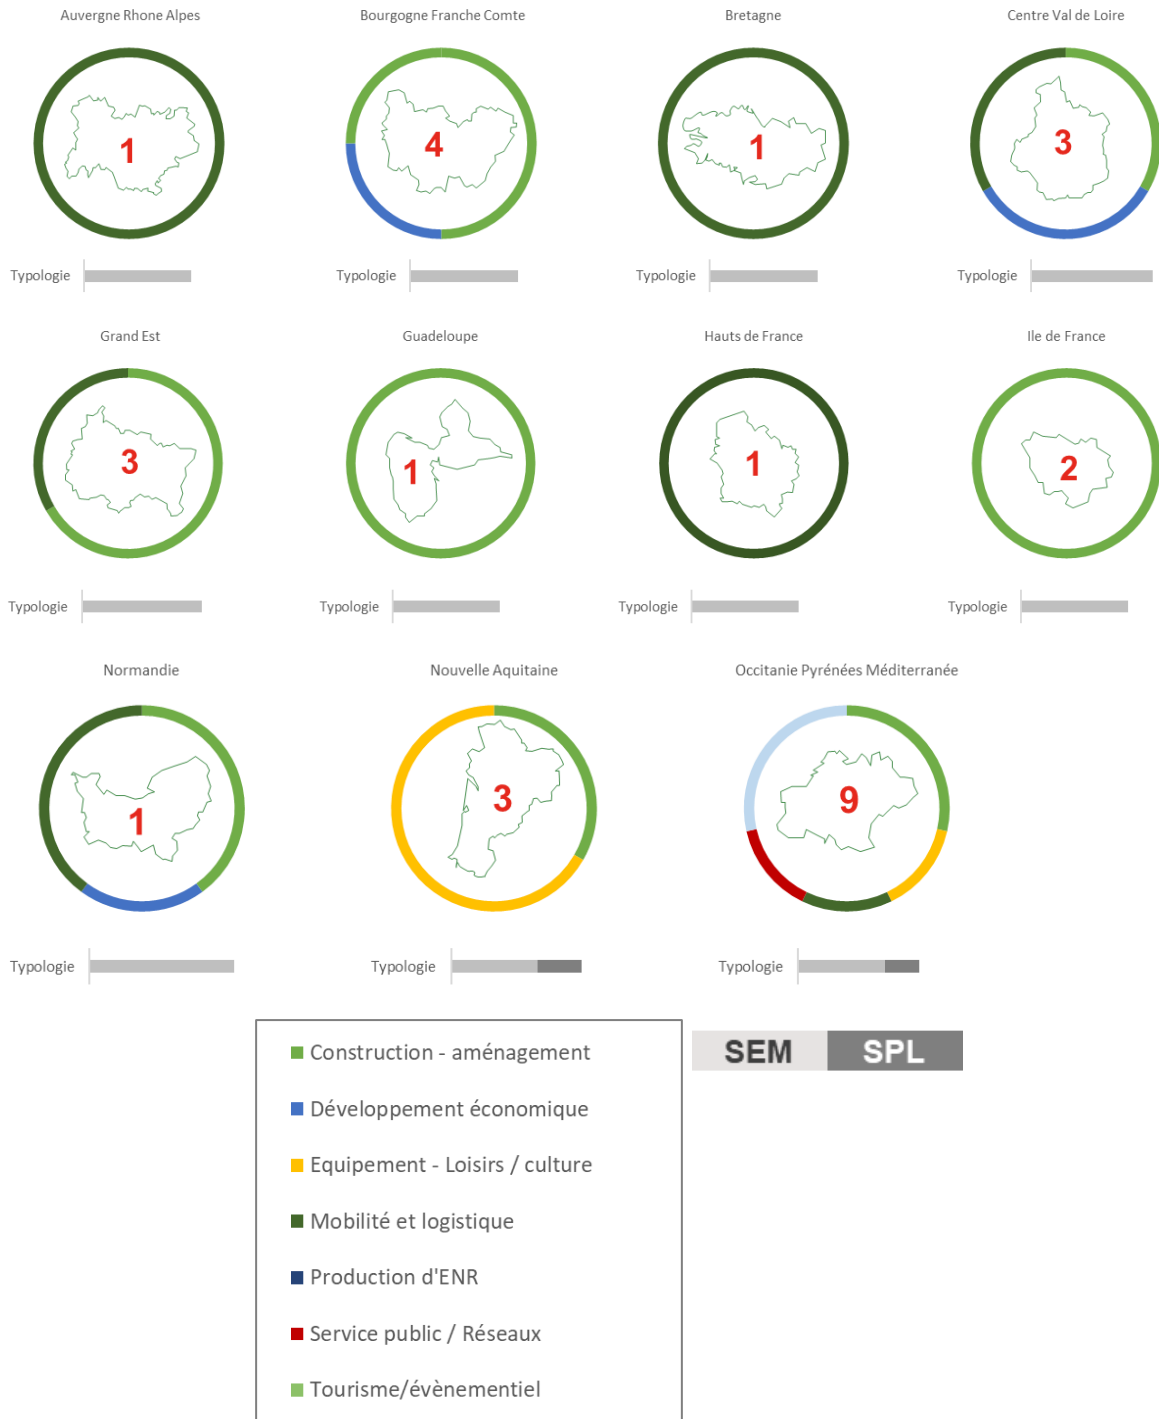 Auvergne Rhone Alpes
Bourgogne Franche Comte
Bretagne
Centre Val de Loire
1
4
1
3
Typologie
Typologie
Typologie
Typologie
Grand Est
Guadeloupe
Hauts de France
Ile de France
3
1
1
2
Typologie
Typologie
Typologie
Typologie
Normandie
Nouvelle Aquitaine
Occitanie Pyrénées Méditerranée
1
3
9
Typologie
Typologie
Typologie
SEM
SPL
Construction - aménagement
Développement économique
Equipement - Loisirs / culture
Mobilité et logistique
Production d'ENR
Service public / Réseaux
Tourisme/évènementiel